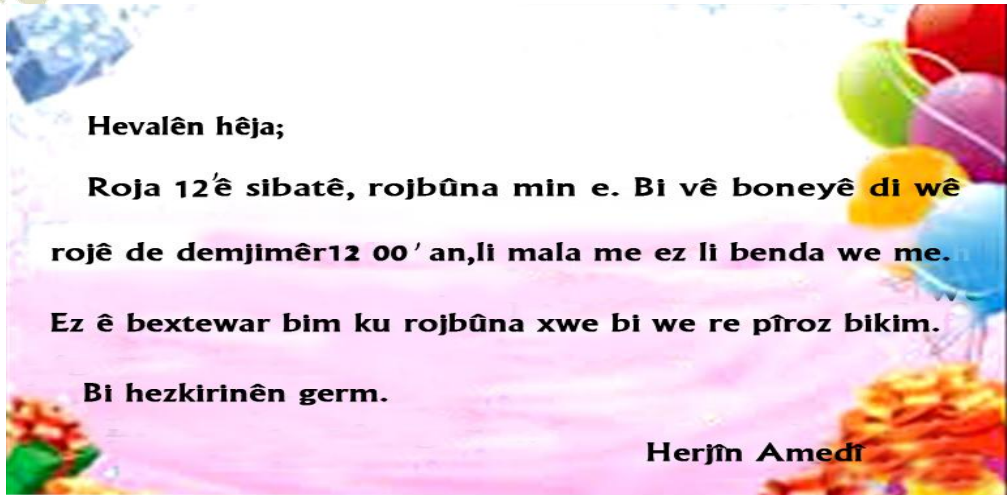 Hevalên hêja;
Roja 12'ê sibatê, rojbûna min e. Bi vê boneyê di wê
rojê de demjimêr12 00 ' an,li mala me ez li benda we me.
Ez ê bextewar bim ku rojbûna xwe bi we re pîroz bikim.
Bi hezkirinên germ.
Herjîn Amedî